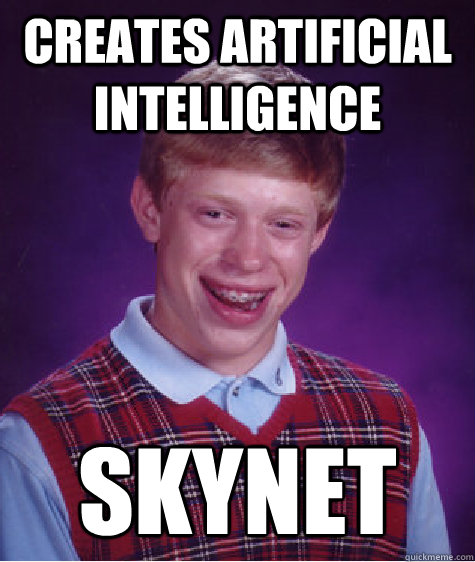 CREATES ARTIFICIAL
INTELLIGENCE
SKYNET
quickmeme.com